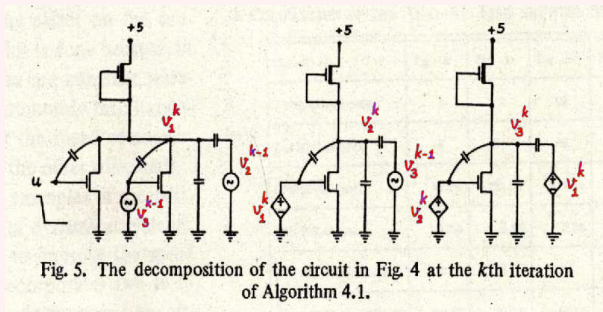 +5 +5 +5
v₁ᵏ v₂ᵏ v₃ᵏ
v₂ᵏ⁻¹ v₃ᵏ⁻¹ v₁ᵏ
u v₃ᵏ⁻¹ v₁ᵏ v₂ᵏ
Fig. 5. The decomposition of the circuit in Fig. 4 at the kth iteration
of Algorithm 4.1.